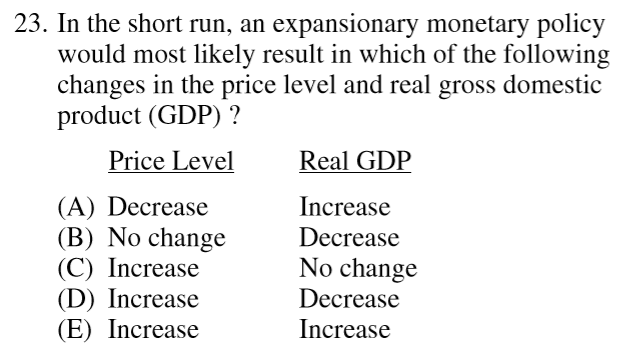 23. In the short run, an expansionary monetary policy
would most likely result in which of the following
changes in the price level and real gross domestic
product (GDP) ?
Price Level Real GDP
(A) Decrease Increase
(B) No change Decrease
(C) Increase No change
(D) Increase Decrease
(E) Increase Increase